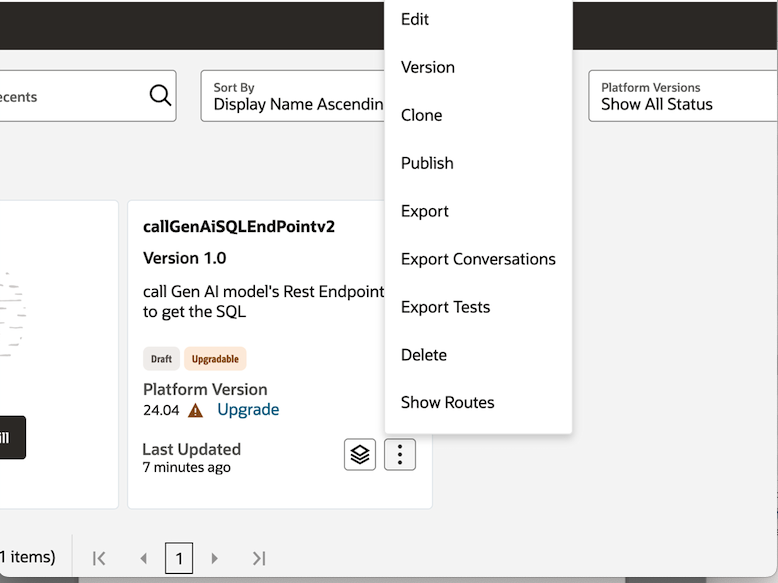 Edit
Version
Clone
Publish
Export
Export Conversations
Export Tests
Delete
Show Routes
Sort By
Display Name Ascendin
Platform Versions
Show All Status
callGenAiSQLEndPointv2
Version 1.0
call Gen AI model's Rest Endpoint
to get the SQL
Draft Upgradable
Platform Version
24.04 Upgrade
Last Updated
7 minutes ago
1 items)
1